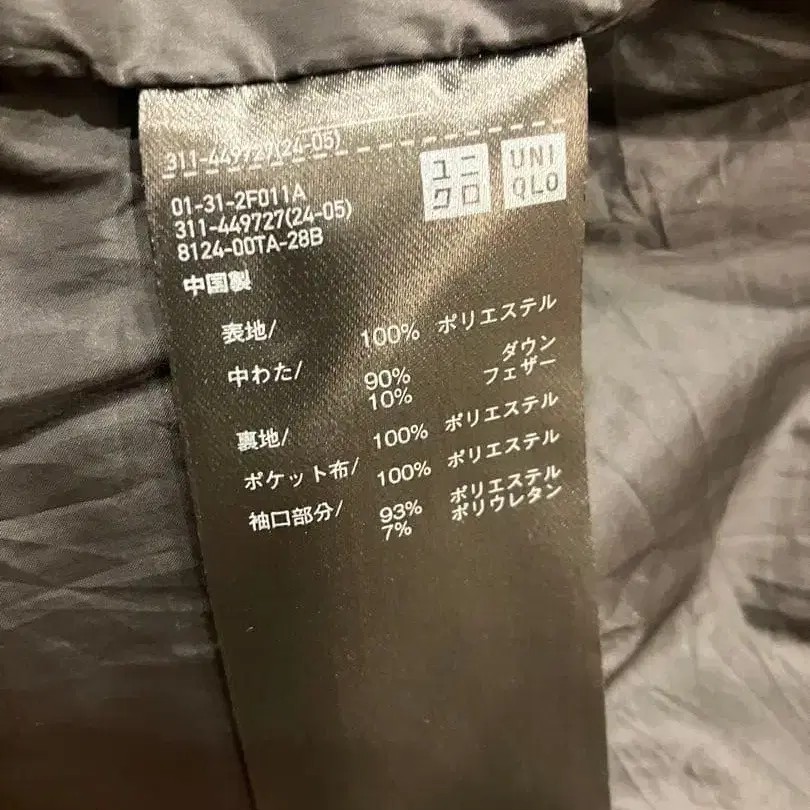 311-449727(24-05)
ユニ
クロ
UNI
QLO
01-31-2F011A
311-449727(24-05)
8124-00TA-28B
中国製
表地/ 100% ポリエステル
中わた/ 90% ダウン
10% フェザー
裏地/ 100% ポリエステル
ポケット布/ 100% ポリエステル
袖口部分/ 93% ポリエステル
7% ポリウレタン